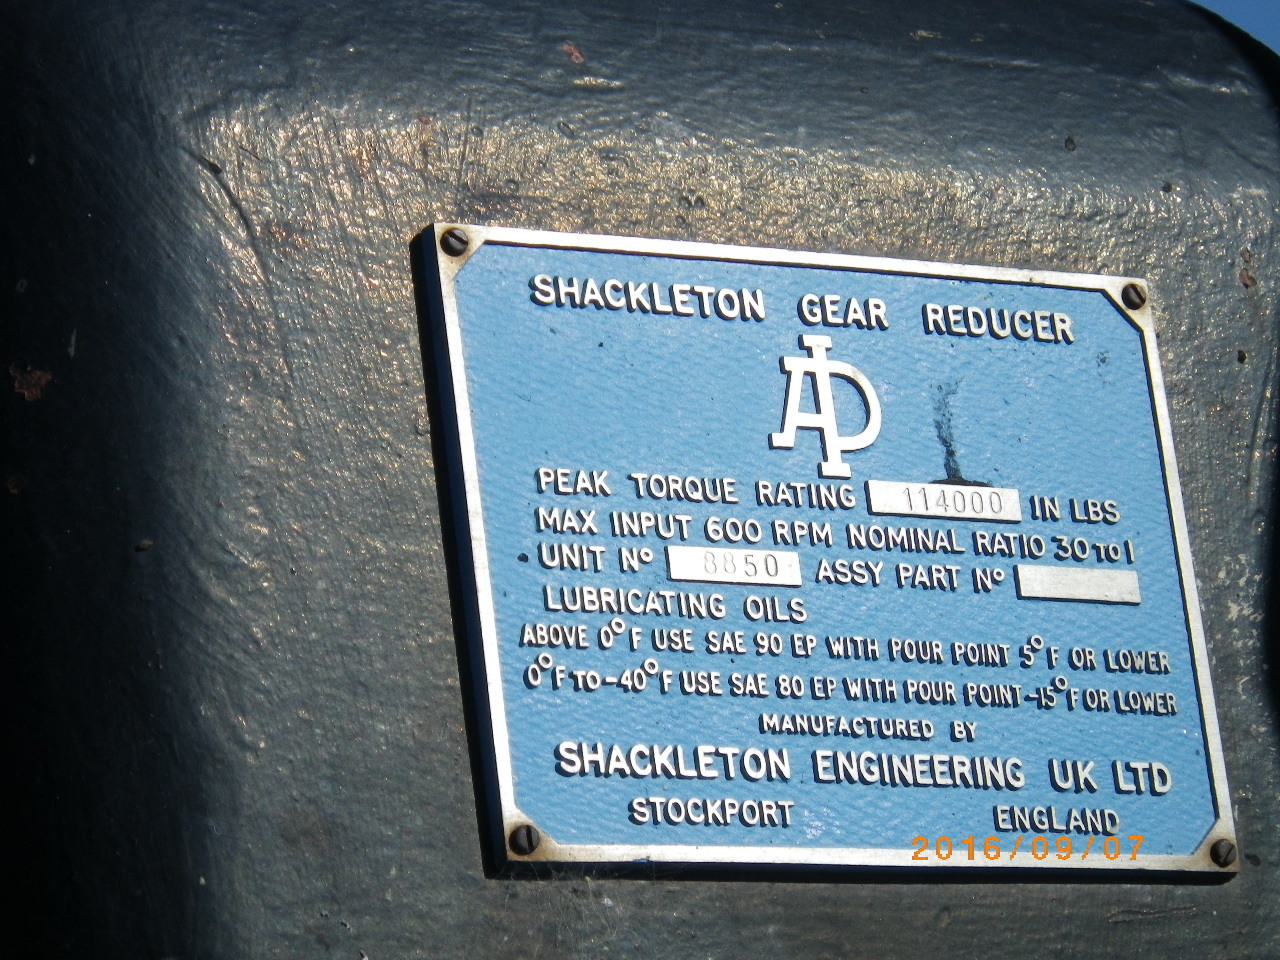 SHACKLETON GEAR REDUCER
AD
PEAK TORQUE RATING 114000 IN LBS
MAX INPUT 600 RPM NOMINAL RATIO 30 TO 1
UNIT Nº 8850 ASSY PART Nº
LUBRICATING OILS
ABOVE 0°F USE SAE 90 EP WITH POUR POINT 5°F OR LOWER
0°F TO -40°F USE SAE 80 EP WITH POUR POINT -15°F OR LOWER
MANUFACTURED BY
SHACKLETON ENGINEERING UK LTD
STOCKPORT ENGLAND
2016/09/07